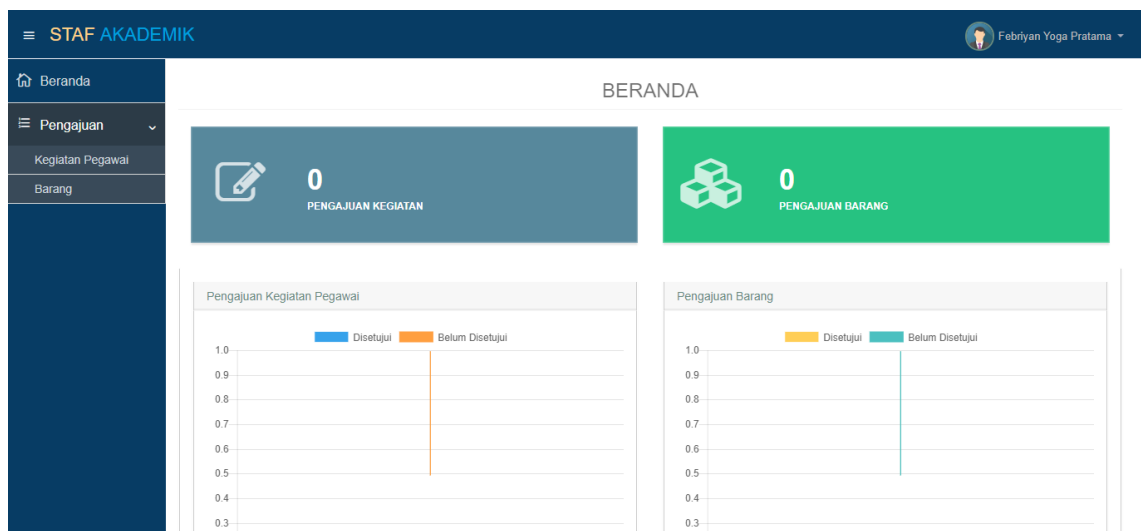 STAF AKADEMIK
Febriyan Yoga Pratama
Beranda
Pengajuan
Kegiatan Pegawai
Barang
BERANDA
0
PENGAJUAN KEGIATAN
0
PENGAJUAN BARANG
Pengajuan Kegiatan Pegawai
Disetujui Belum Disetujui
1.0
0.9
0.8
0.7
0.6
0.5
0.4
0.3
Pengajuan Barang
Disetujui Belum Disetujui
1.0
0.9
0.8
0.7
0.6
0.5
0.4
0.3